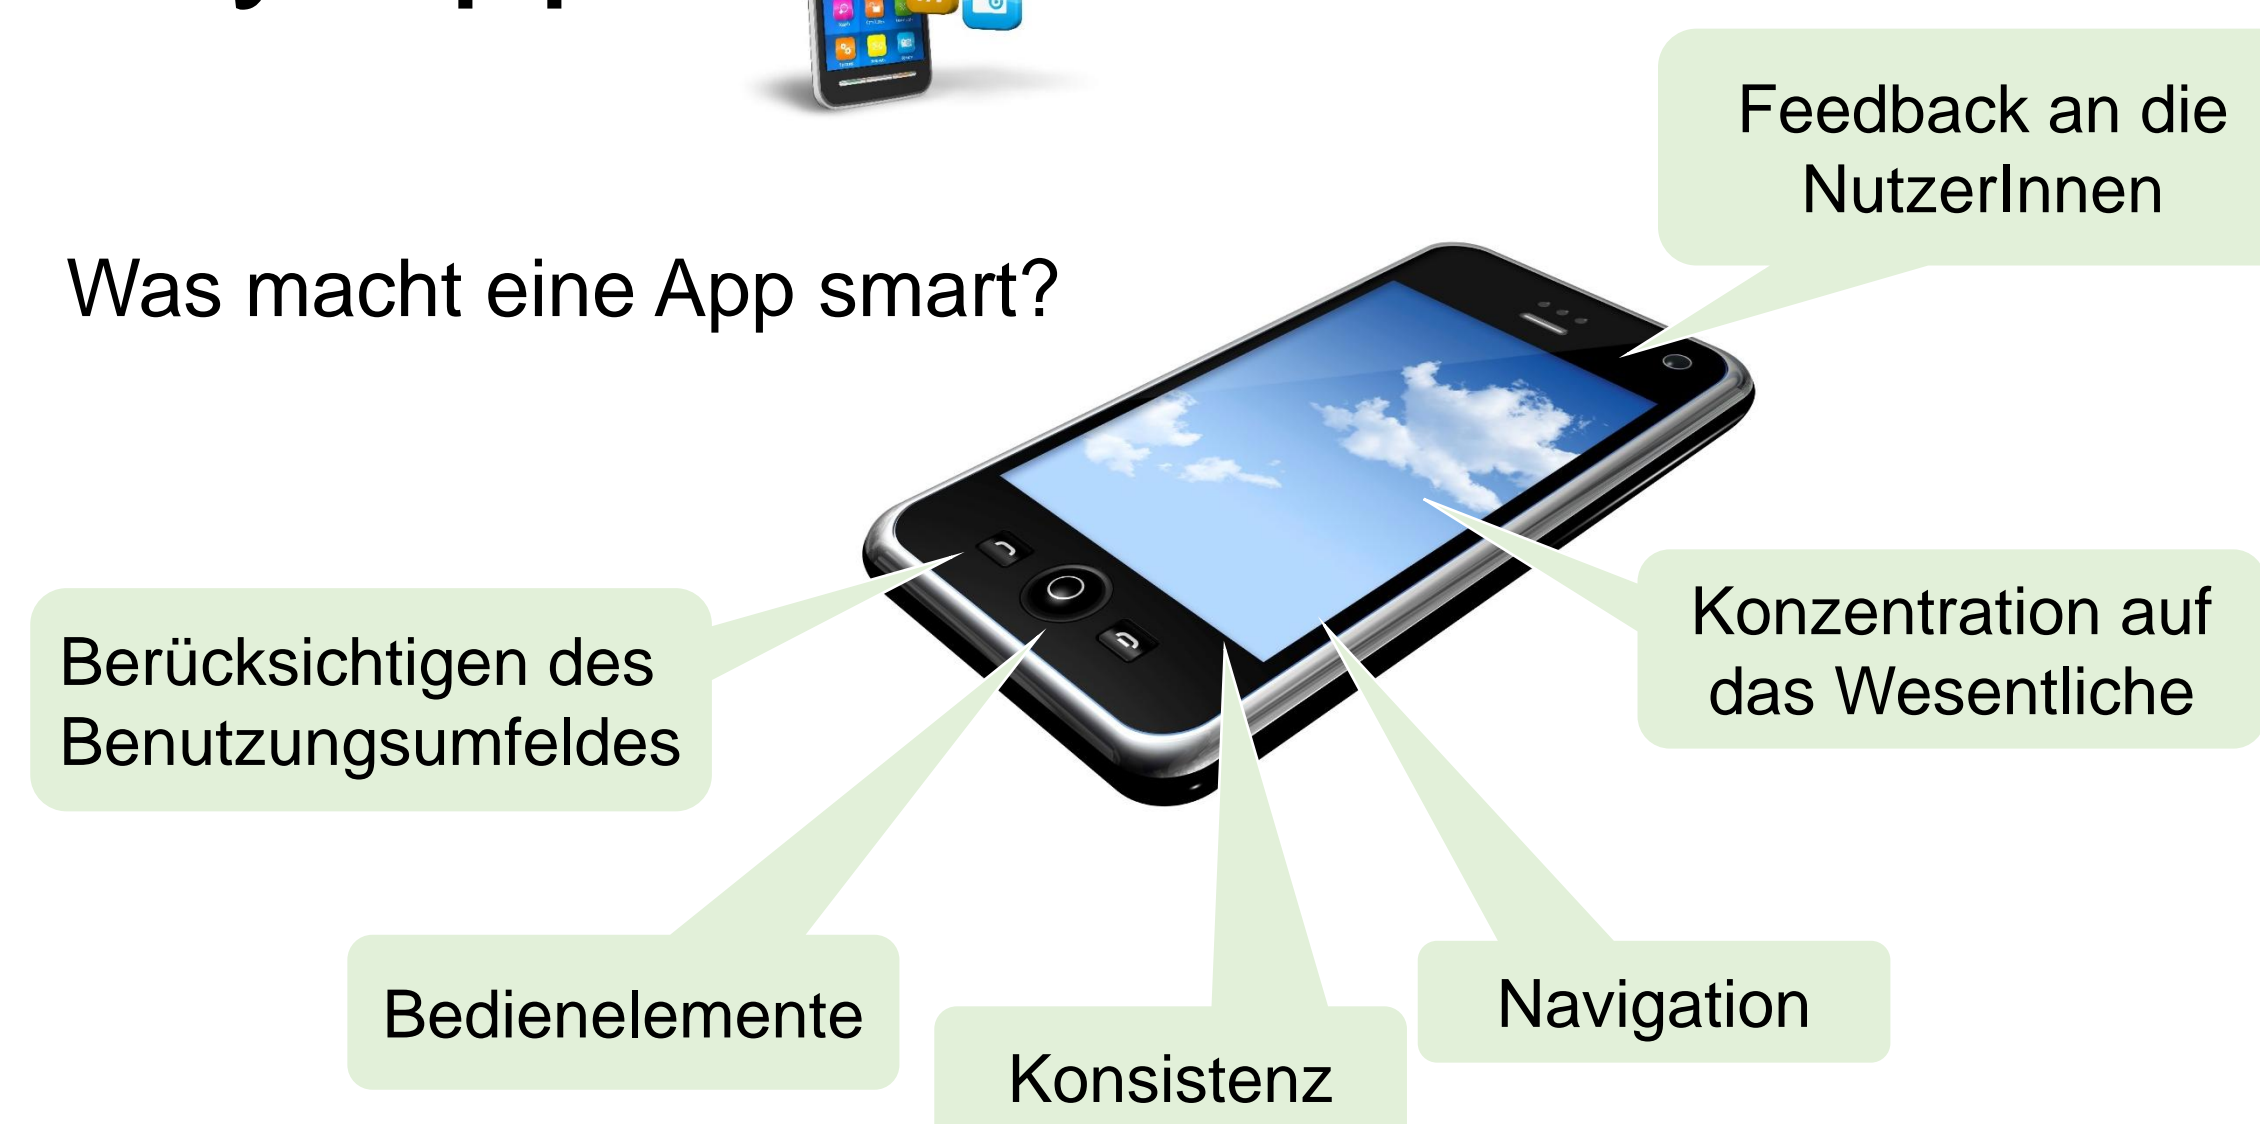 Feedback an die
NutzerInnen
Was macht eine App smart?
Konzentration auf
das Wesentliche
Berücksichtigen des
Benutzungsumfeldes
Bedienelemente
Navigation
Konsistenz